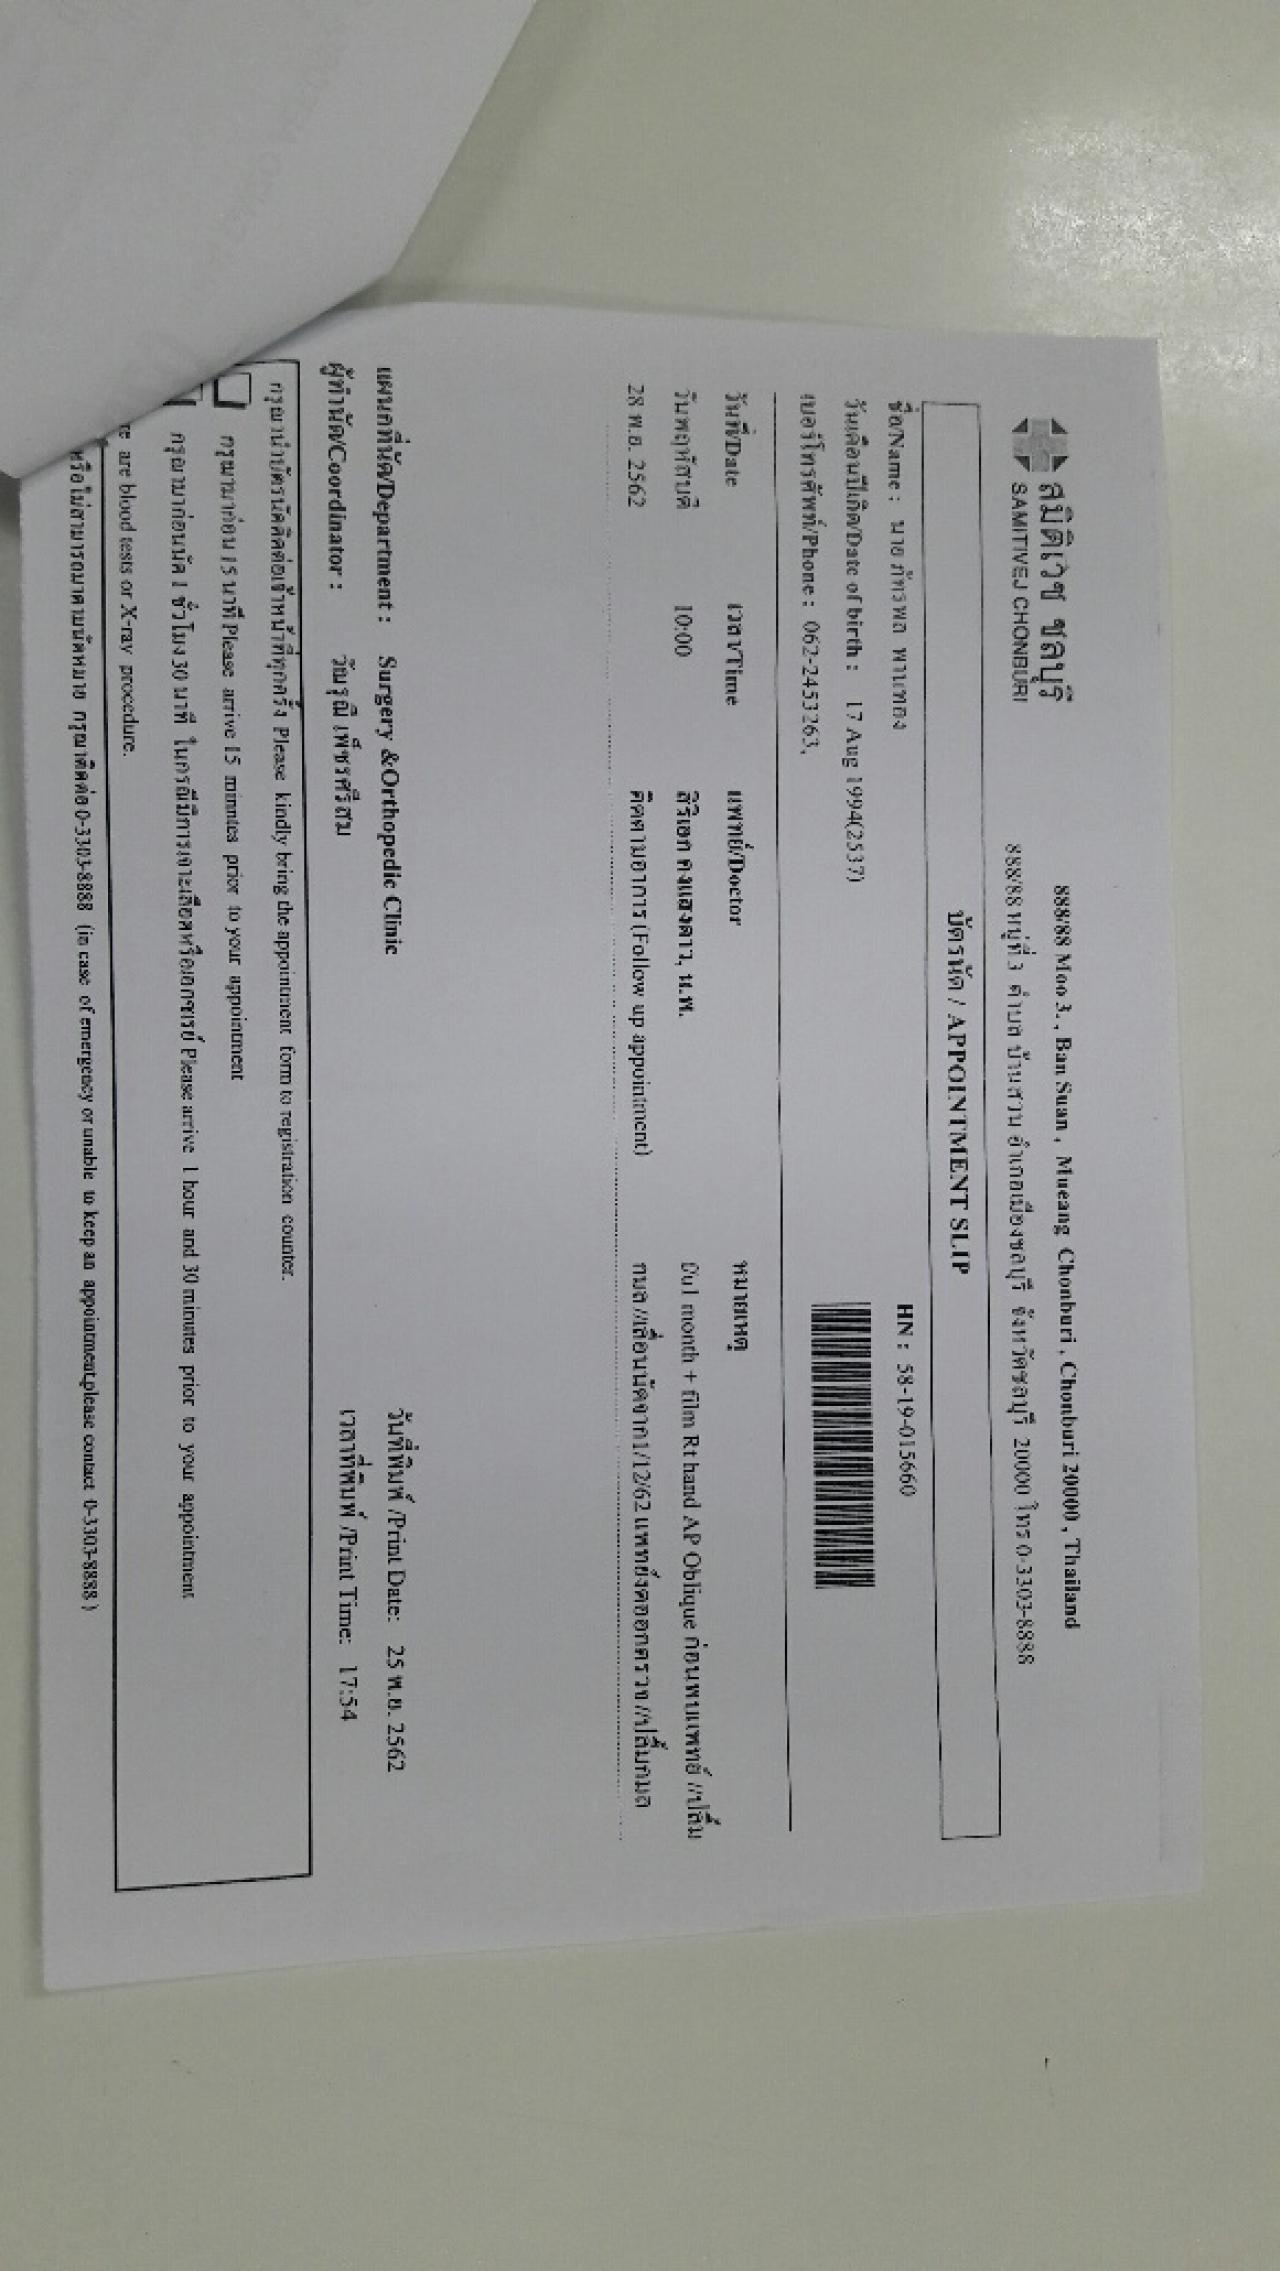 สมิติเวช ชลบุรี
SAMITIVEJ CHONBURI
888/88 Moo 3. , Ban Suan , Mueang Chonburi , Chonburi 20000 , Thailand
888/88 หมู่ที่ 3 ตำบล บ้านสวน อำเภอเมืองชลบุรี จังหวัดชลบุรี 20000 โทร 0-3303-8888
บัตรนัด / APPOINTMENT SLIP
ชื่อ/Name : นาย ภัทรพล พานทอง HN : 58-19-015660
วันเดือนปีเกิด/Date of birth : 17 Aug 1994(2537)
เบอร์โทรศัพท์/Phone : 062-2453263,
วันที่/Date เวลา/Time แพทย์/Doctor หมายเหตุ
วันพฤหัสบดี 10:00 สิริเอก คงแสงดาว, น.พ. 1 month + film Rt hand AP Oblique ก่อนพบแพทย์ //ปลื้ม
28 พ.ย. 2562 ติดตามอาการ (Follow up appointment) กมล //เลื่อนนัดจาก1/12/62 แพทย์งดออกตรวจ //ปลื้มกมล
แผนกที่นัด/Department : Surgery &Orthopedic Clinic วันที่พิมพ์ /Print Date: 25 พ.ย. 2562
ผู้ทำนัด/Coordinator : เพ็ชรศรีสม เวลาที่พิมพ์ /Print Time: 17:54
กรุณานำบัตรนัดติดต่อเจ้าหน้าที่ทุกครั้ง Please kindly bring the appointment form to registration counter.
กรุณามาก่อน 15 นาที Please arrive 15 minutes prior to your appointment
กรุณามาก่อนนัด 1 ชั่วโมง 30 นาที ในกรณีมีการเจาะเลือดหรือเอกซเรย์ Please arrive 1 hour and 30 minutes prior to your appointment
re are blood tests or X-ray procedure.
หรือไม่สามารถมาตามนัดหมาย กรุณาติดต่อ 0-3303-8888 (in case of emergency or unable to keep an appointment,please contact 0-3303-8888 )